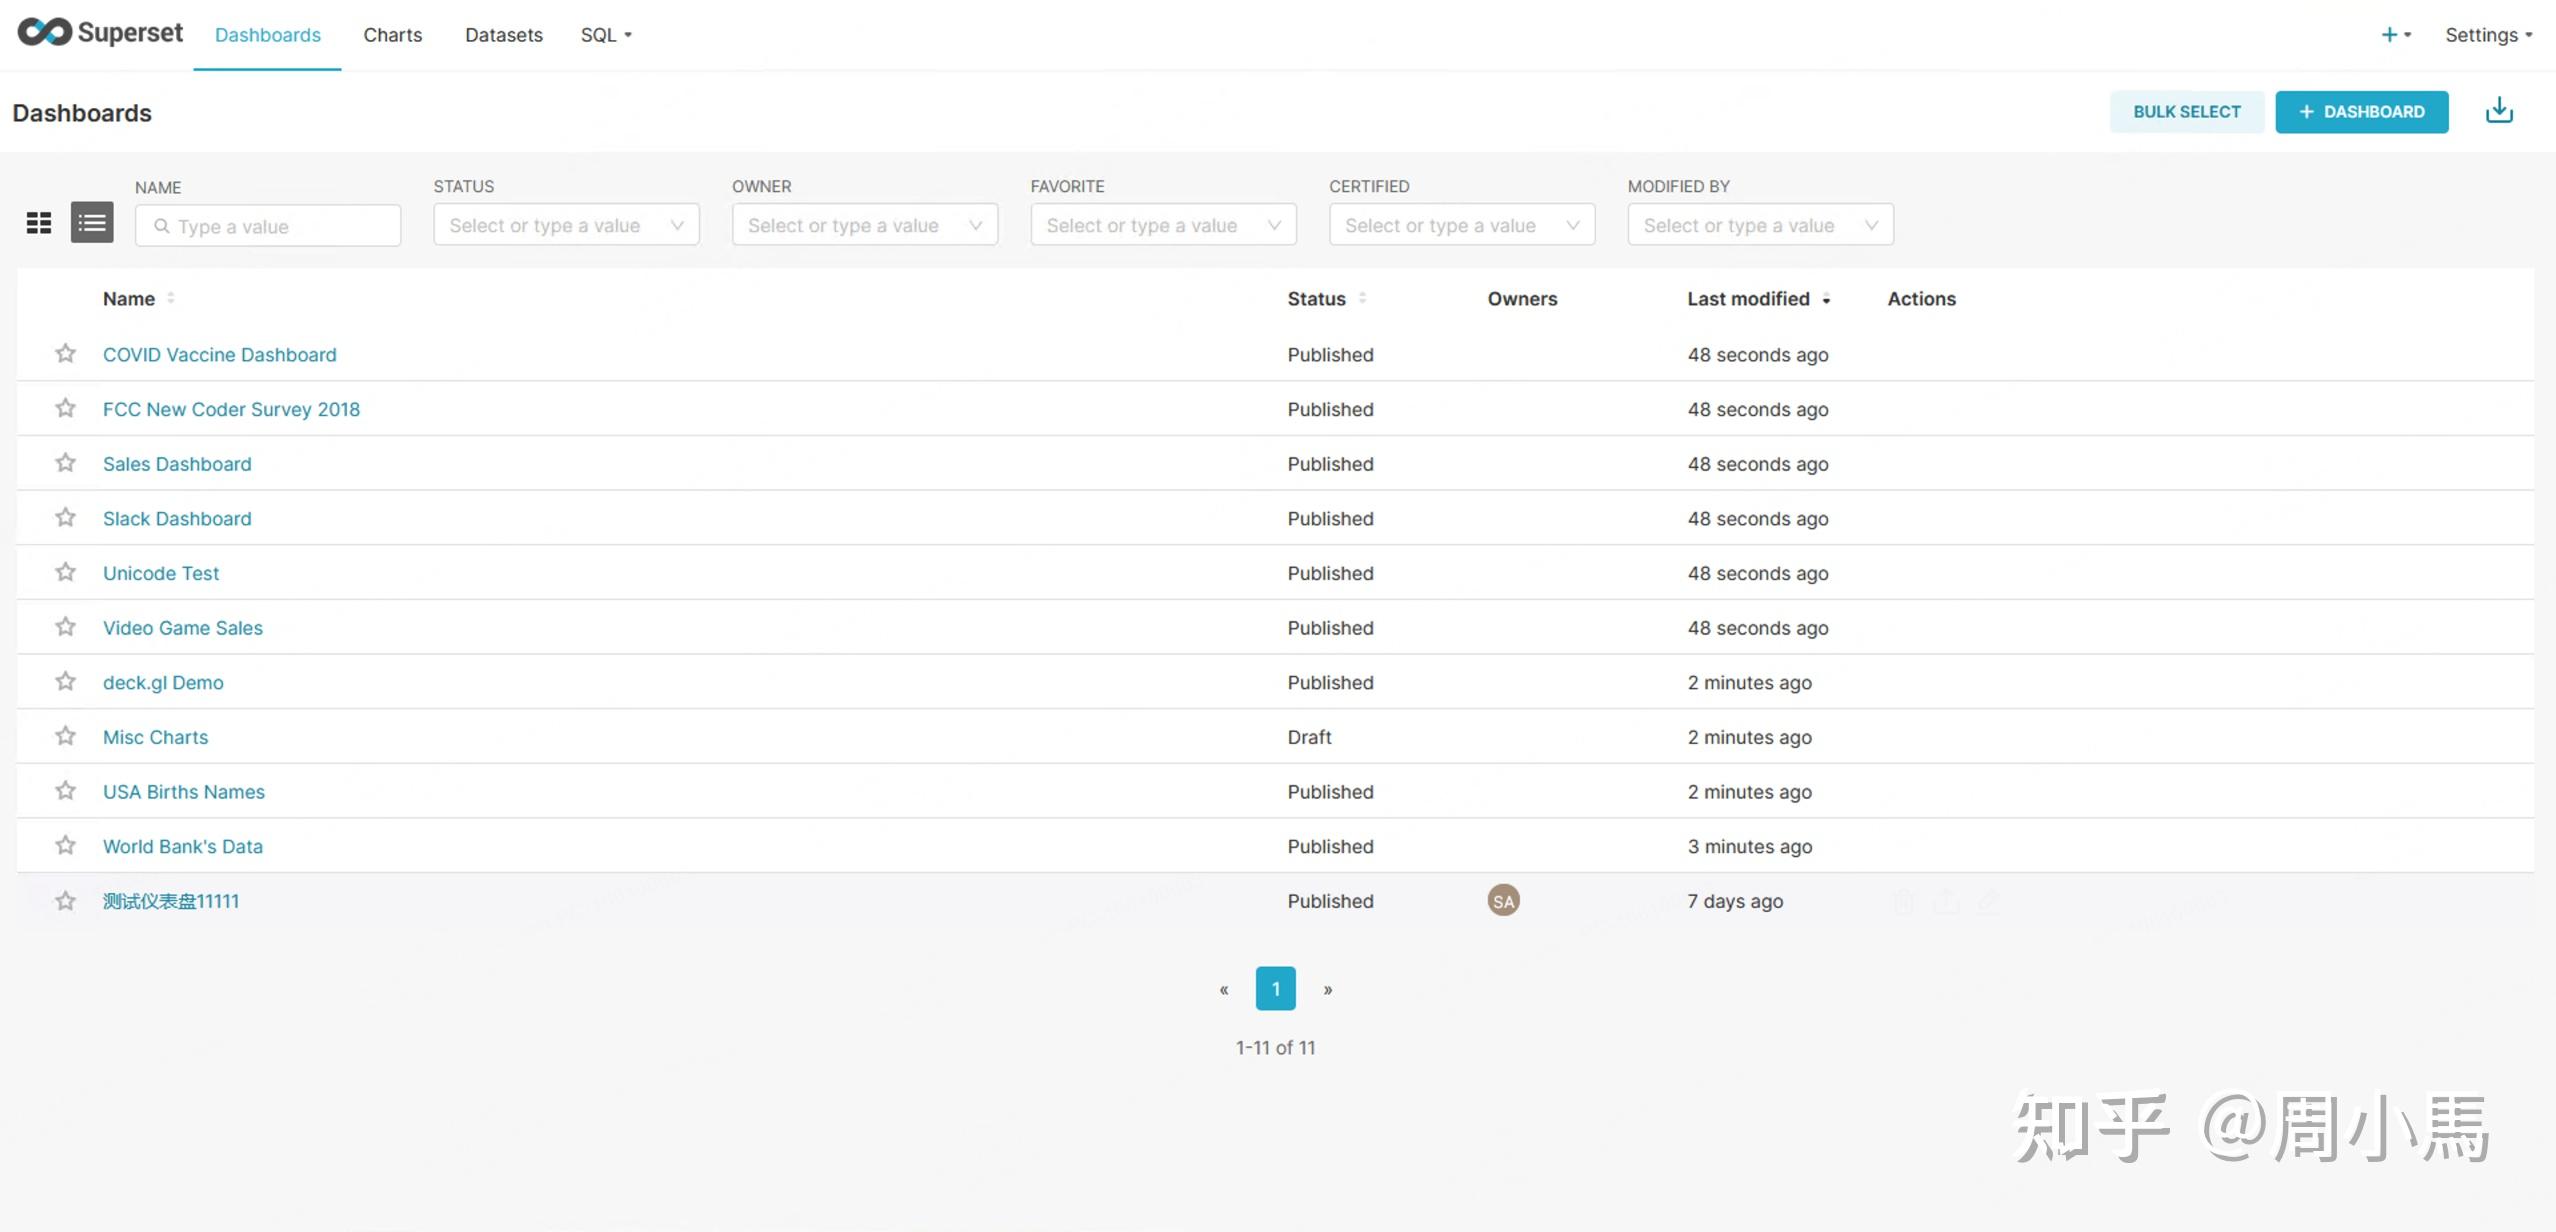 Superset Dashboards Charts Datasets SQL + Settings
Dashboards BULK SELECT + DASHBOARD
NAME STATUS OWNER FAVORITE CERTIFIED MODIFIED BY
Type a value Select or type a value Select or type a value Select or type a value Select or type a value Select or type a value
Name Status Owners Last modified Actions
COVID Vaccine Dashboard Published 48 seconds ago
FCC New Coder Survey 2018 Published 48 seconds ago
Sales Dashboard Published 48 seconds ago
Slack Dashboard Published 48 seconds ago
Unicode Test Published 48 seconds ago
Video Game Sales Published 48 seconds ago
deck.gl Demo Published 2 minutes ago
Misc Charts Draft 2 minutes ago
USA Births Names Published 2 minutes ago
World Bank's Data Published 3 minutes ago
测试仪表盘11111 Published SA 7 days ago
« 1 »
1-11 of 11
知乎 @周小馬